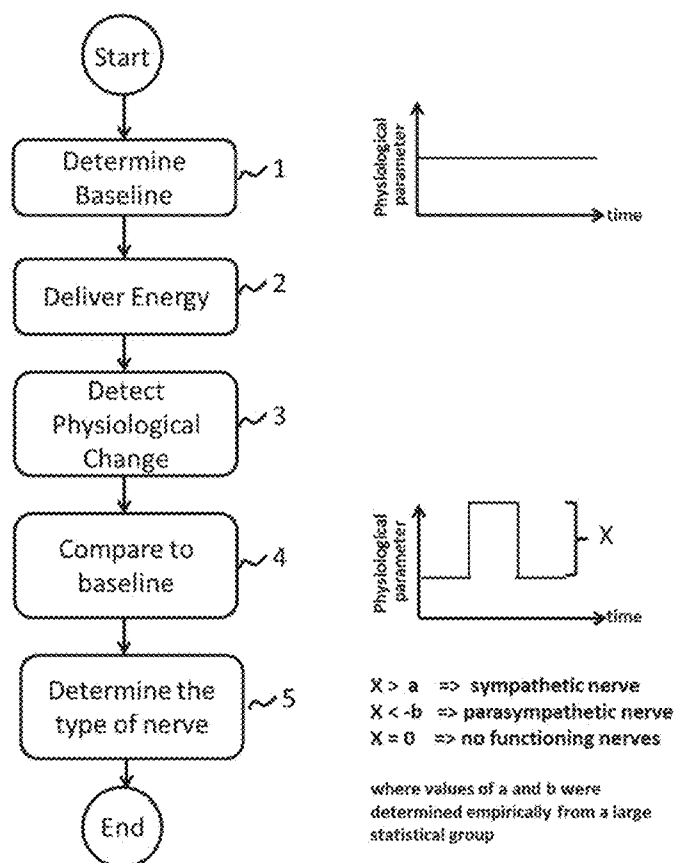 Start
Determine
Baseline
1
Physiological
parameter
time
Deliver Energy
2
Detect
Physiological
Change
3
Compare to
baseline
4
Physiological
parameter
X
time
Determine the
type of nerve
5
X > a => sympathetic nerve
X < -b => parasympathetic nerve
X = 0 => no functioning nerves
where values of a and b were
determined empirically from a large
statistical group
End